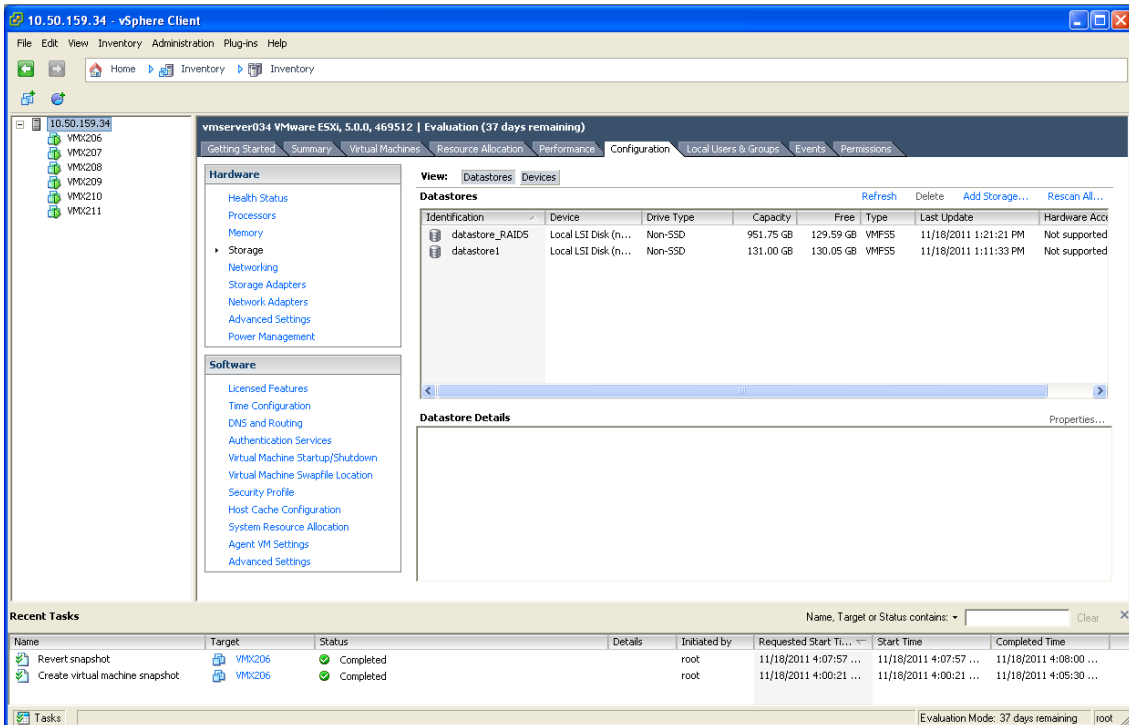 10.50.159.34 - vSphere Client
File Edit View Inventory Administration Plug-ins Help
Home Inventory Inventory
10.50.159.34
VMX206
VMX207
VMX208
VMX209
VMX210
VMX211
vmserver034 VMware ESXi, 5.0.0, 469512 | Evaluation (37 days remaining)
Getting Started Summary Virtual Machines Resource Allocation Performance Configuration Local Users & Groups Events Permissions
Hardware
Health Status
Processors
Memory
Storage
Networking
Storage Adapters
Network Adapters
Advanced Settings
Power Management
Software
Licensed Features
Time Configuration
DNS and Routing
Authentication Services
Virtual Machine Startup/Shutdown
Virtual Machine Swapfile Location
Security Profile
Host Cache Configuration
System Resource Allocation
Agent VM Settings
Advanced Settings
View: Datastores Devices
Datastores Refresh Delete Add Storage... Rescan All...
Identification Device Drive Type Capacity Free Type Last Update Hardware Acce
datastore_RAID5 Local LSI Disk (n... Non-SSD 951.75 GB 129.59 GB VMFS5 11/18/2011 1:21:21 PM Not supported
datastore1 Local LSI Disk (n... Non-SSD 131.00 GB 130.05 GB VMFS5 11/18/2011 1:11:33 PM Not supported
Datastore Details Properties...
Recent Tasks Name, Target or Status contains: Clear
Name Target Status Details Initiated by Requested Start Ti... Start Time Completed Time
Revert snapshot VMX206 Completed root 11/18/2011 4:07:57 ... 11/18/2011 4:07:57 ... 11/18/2011 4:08:00 ...
Create virtual machine snapshot VMX206 Completed root 11/18/2011 4:00:21 ... 11/18/2011 4:00:21 ... 11/18/2011 4:05:30 ...
Tasks Evaluation Mode: 37 days remaining root